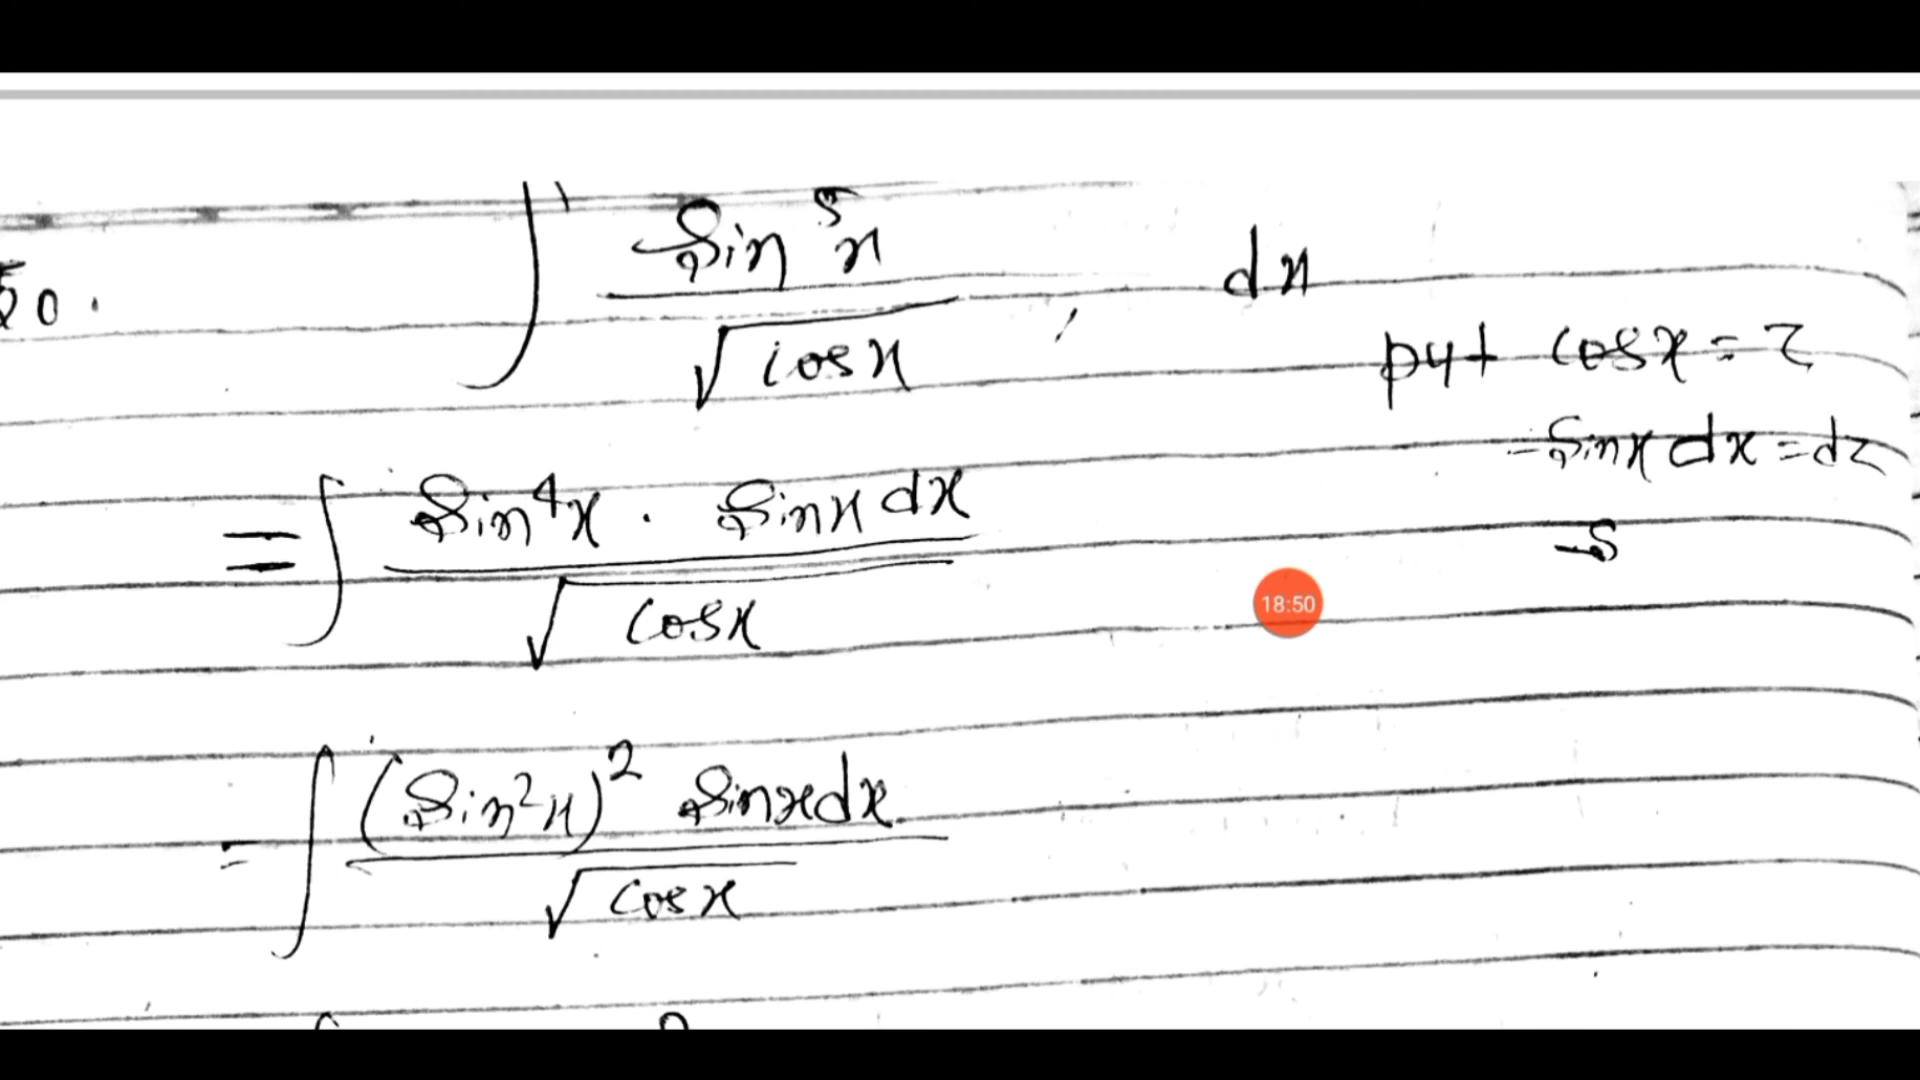 50. ∫ sin⁵x / √cosx dx
put cosx = z
-sinx dx = dz
-s
= ∫ sin⁴x . sinx dx / √cosx
18:50
= ∫ (sin²x)² sinx dx / √cosx